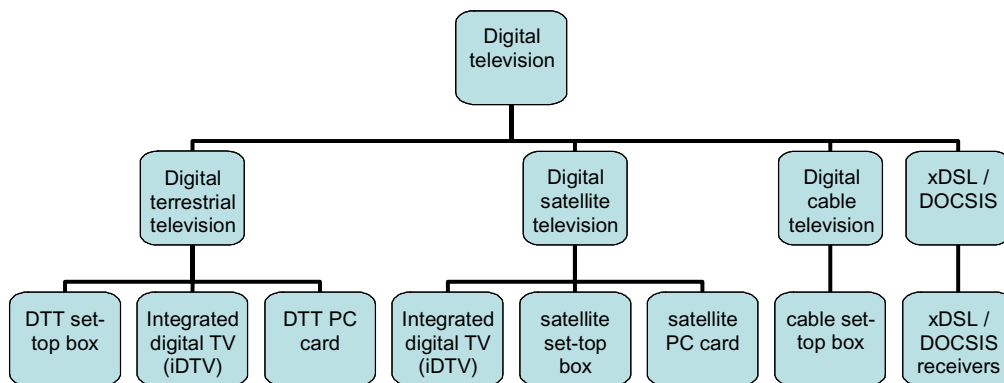 Digital
television
Digital
terrestrial
television
Digital
satellite
television
Digital
cable
television
xDSL /
DOCSIS
DTT set-
top box
Integrated
digital TV
(iDTV)
DTT PC
card
Integrated
digital TV
(iDTV)
satellite
set-top
box
satellite
PC card
cable set-
top box
xDSL /
DOCSIS
receivers